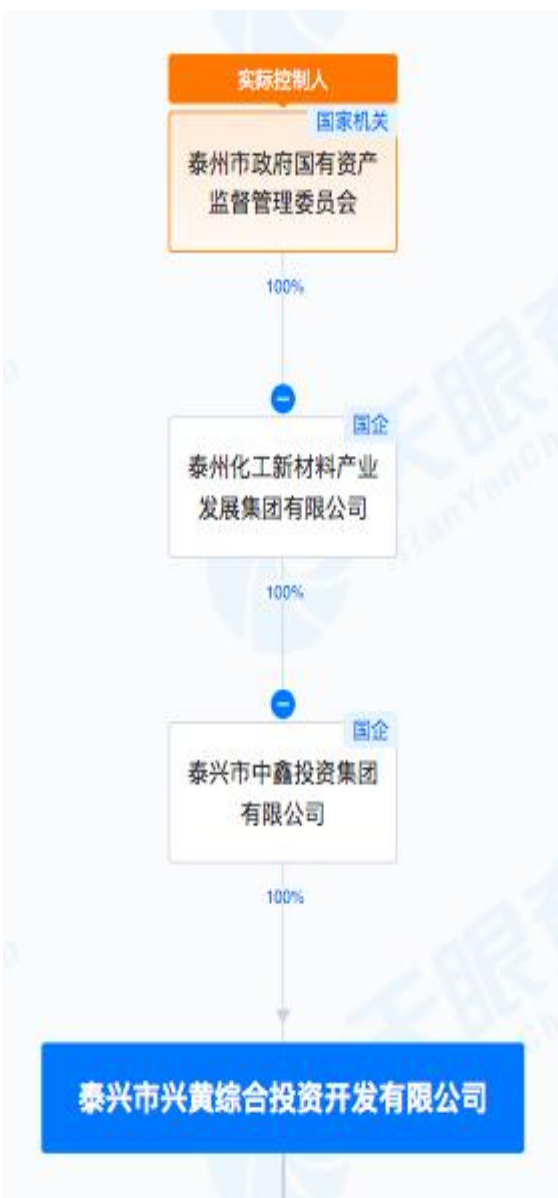 实际控制人
国家机关
泰州市政府国有资产
监督管理委员会
100%
国企
泰州化工新材料产业
发展集团有限公司
100%
国企
泰兴市中鑫投资集团
有限公司
100%
泰兴市兴黄综合投资开发有限公司